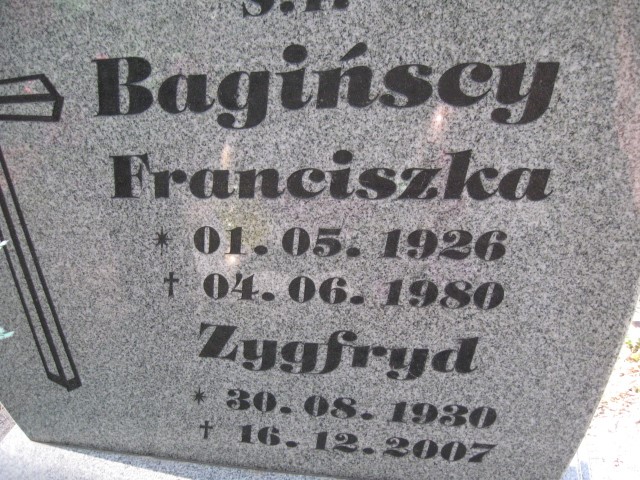 Bagińscy
Franciszka
* 01. 05. 1926
† 04. 06. 1980
Zygfryd
* 30. 08. 1930
† 16. 12. 2007